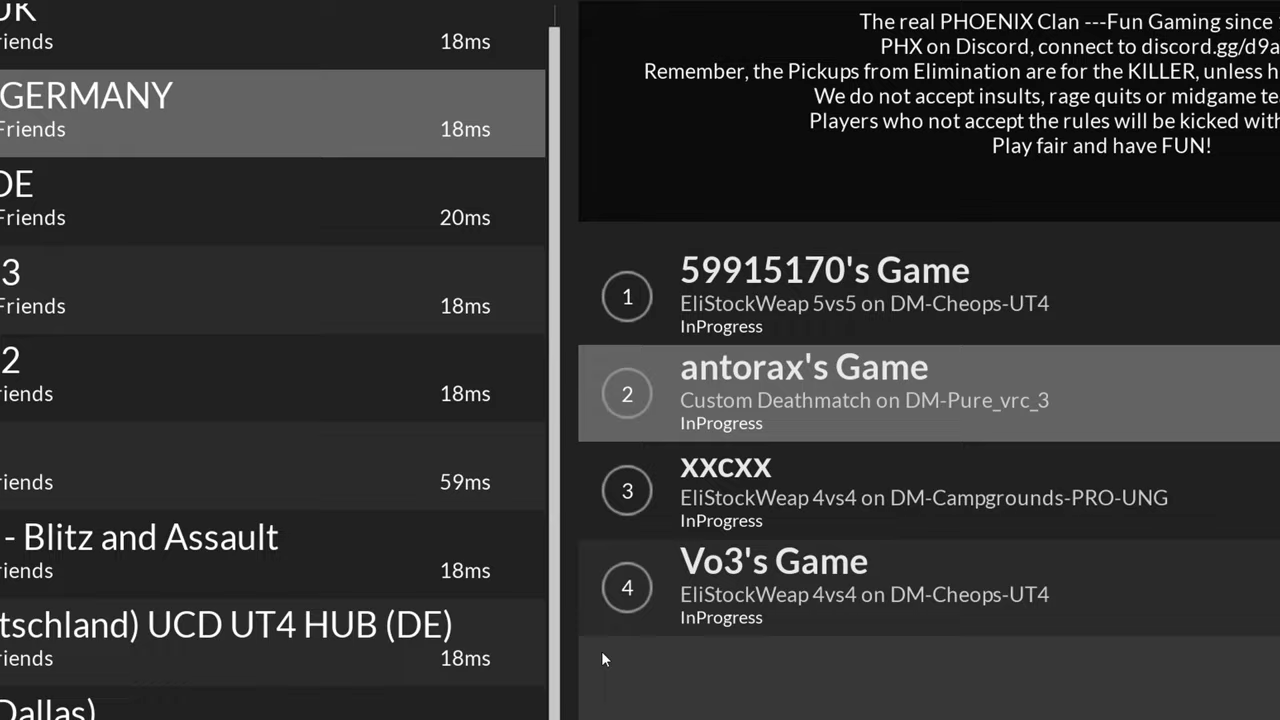 UK
iends
18ms
GERMANY
Friends
18ms
DE
Friends
20ms
3
Friends
18ms
2
iends
18ms
iends
59ms
- Blitz and Assault
iends
18ms
tschland) UCD UT4 HUB (DE)
iends
18ms
Dallas)
The real PHOENIX Clan ---Fun Gaming since
PHX on Discord, connect to discord.gg/d9a
Remember, the Pickups from Elimination are for the KILLER, unless h
We do not accept insults, rage quits or midgame te
Players who not accept the rules will be kicked with
Play fair and have FUN!
1
59915170's Game
EliStockWeap 5vs5 on DM-Cheops-UT4
InProgress
2
antorax's Game
Custom Deathmatch on DM-Pure_vrc_3
InProgress
3
xxcxx
EliStockWeap 4vs4 on DM-Campgrounds-PRO-UNG
InProgress
4
Vo3's Game
EliStockWeap 4vs4 on DM-Cheops-UT4
InProgress